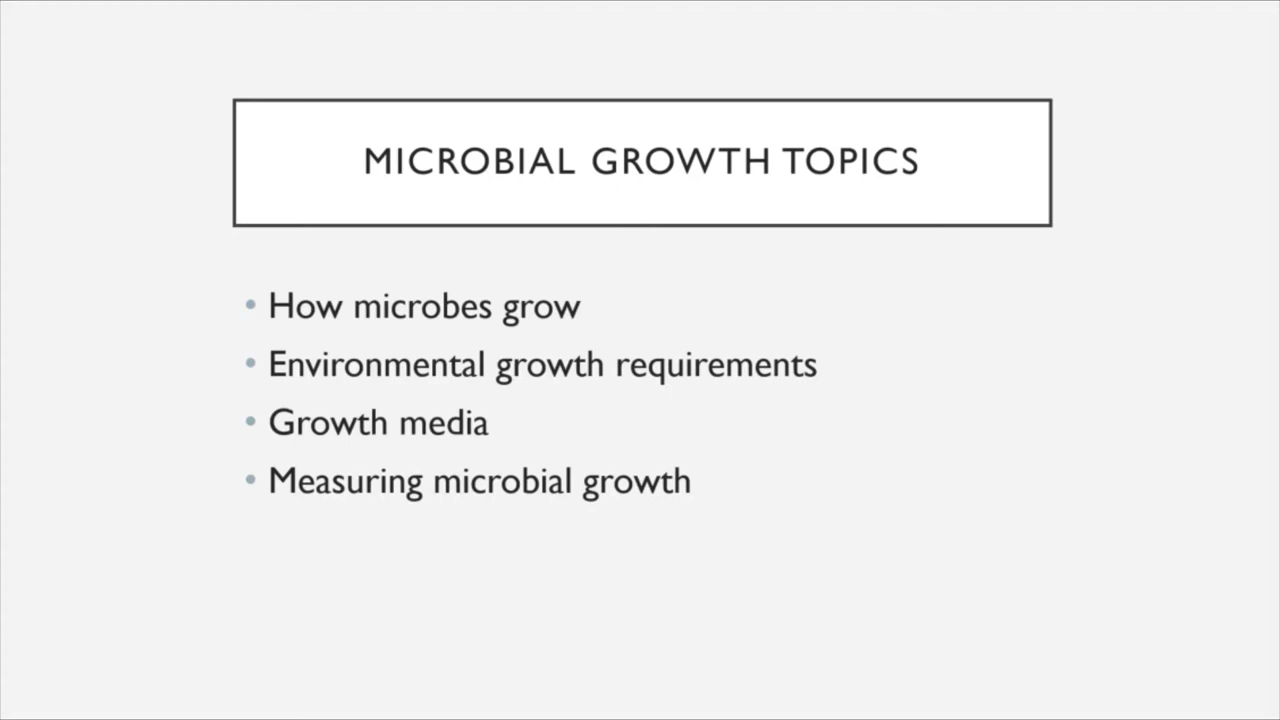 MICROBIAL GROWTH TOPICS
• How microbes grow
• Environmental growth requirements
• Growth media
• Measuring microbial growth